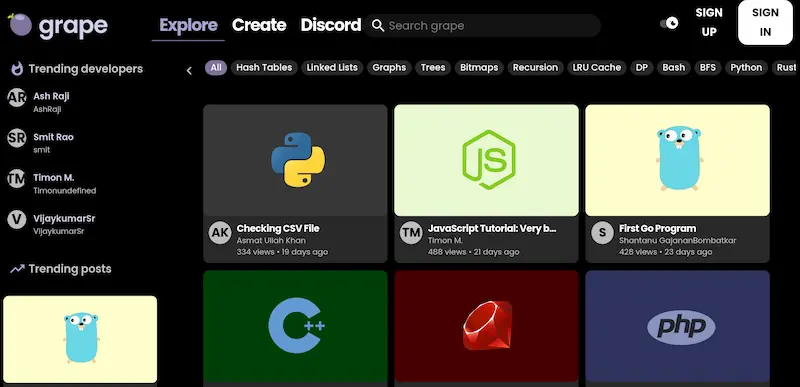 grape
Explore Create Discord
Search grape
SIGN UP
SIGN IN
Trending developers
AR
Ash Raji
AshRaji
SR
Smit Rao
smit
TM
Timon M.
Timonundefined
V
VijaykumarSr
VijaykumarSr
Trending posts
All Hash Tables Linked Lists Graphs Trees Bitmaps Recursion LRU Cache DP Bash BFS Python Rust
AK
Checking CSV File
Asmat Ullah Khan
334 views • 19 days ago
JS
TM
JavaScript Tutorial: Very b...
Timon M.
488 views • 21 days ago
S
First Go Program
Shantanu GajananBombatkar
428 views • 23 days ago
C++
php